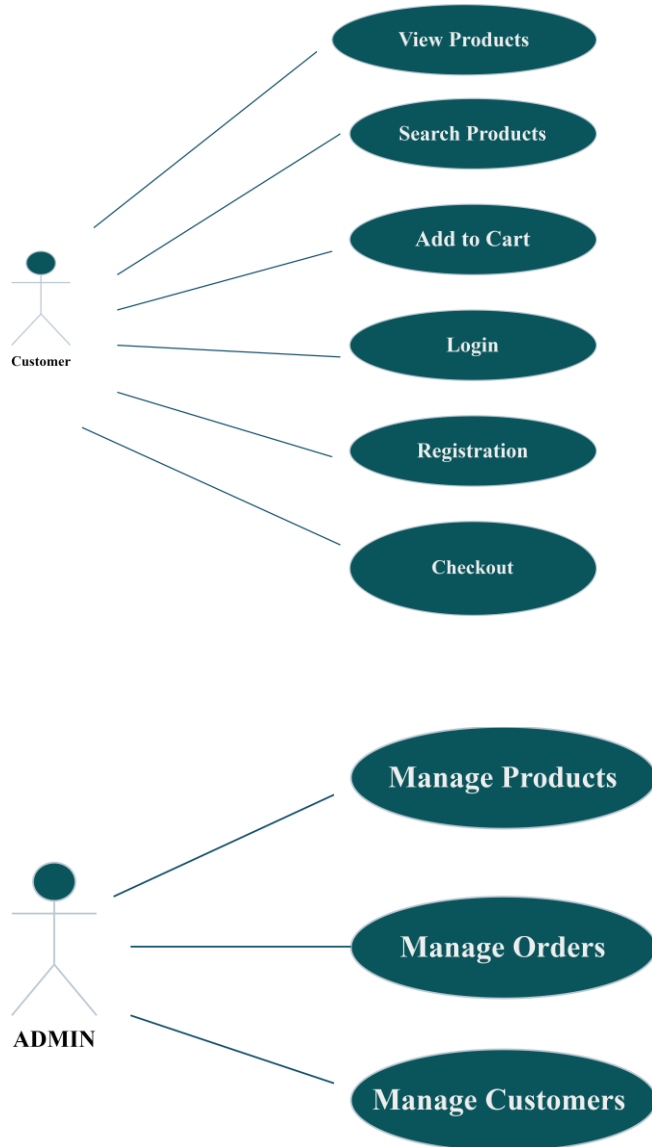 View Products
Search Products
Add to Cart
Login
Customer
Registration
Checkout
Manage Products
Manage Orders
ADMIN
Manage Customers